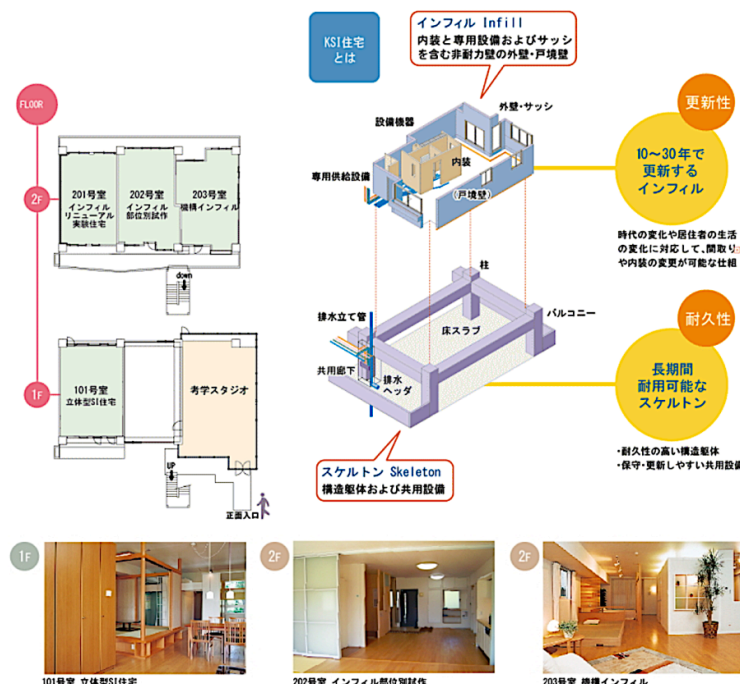 KSI住宅
とは
インフィル Infill
内装と専用設備およびサッシ
を含む非耐力壁の外壁・戸境壁
FLOOR
2F
201号室
インフィル
リニューアル
実験住宅
202号室
インフィル
部位別試作
203号室
機構インフィル
down
1F
101号室
立体型SI住宅
考学スタジオ
UP
正面入口
設備機器
外壁・サッシ
内装
専用供給設備
(戸境壁)
柱
排水立て管
バルコニー
床スラブ
共用廊下
排水
ヘッダ
スケルトン Skeleton
構造躯体および共用設備
更新性
10〜30年で
更新する
インフィル
時代の変化や居住者の生活
の変化に対応して、間取り
や内装の変更が可能な仕組
耐久性
長期間
耐用可能な
スケルトン
・耐久性の高い構造躯体
・保守・更新しやすい共用設備
1F
101号室 立体型SI住宅
2F
202号室 インフィル部位別試作
2F
203号室 機構インフィル